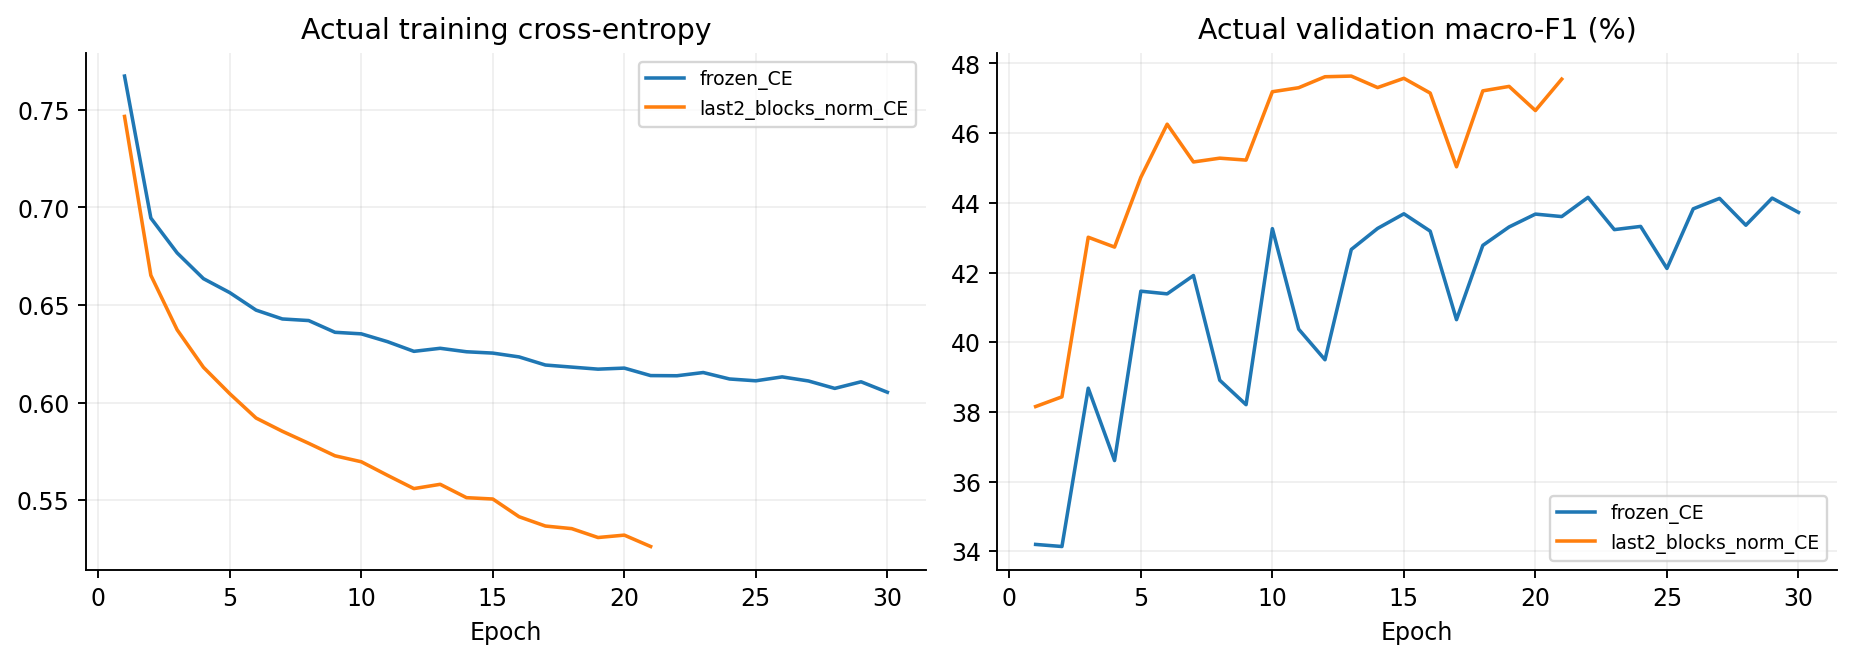 Actual training cross-entropy
frozen_CE
last2_blocks_norm_CE
0.75
0.70
0.65
0.60
0.55
0 5 10 15 20 25 30
Epoch
Actual validation macro-F1 (%)
48
46
44
42
40
38
36
34
frozen_CE
last2_blocks_norm_CE
0 5 10 15 20 25 30
Epoch